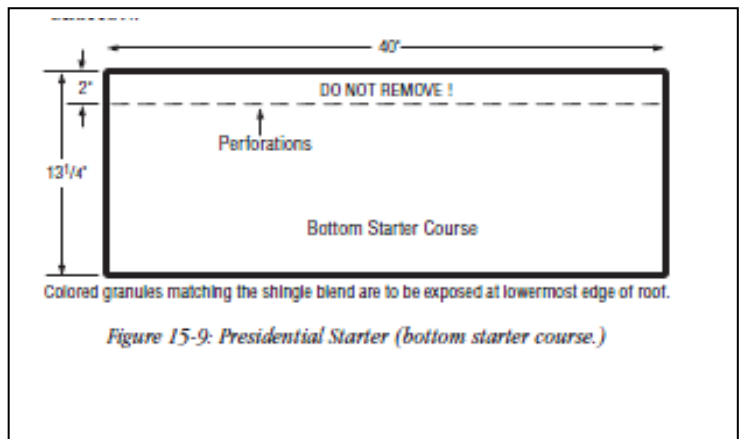 40"
2"
DO NOT REMOVE !
Perforations
13 1/4"
Bottom Starter Course
Colored granules matching the shingle blend are to be exposed at lowermost edge of roof.
Figure 15-9: Presidential Starter (bottom starter course.)